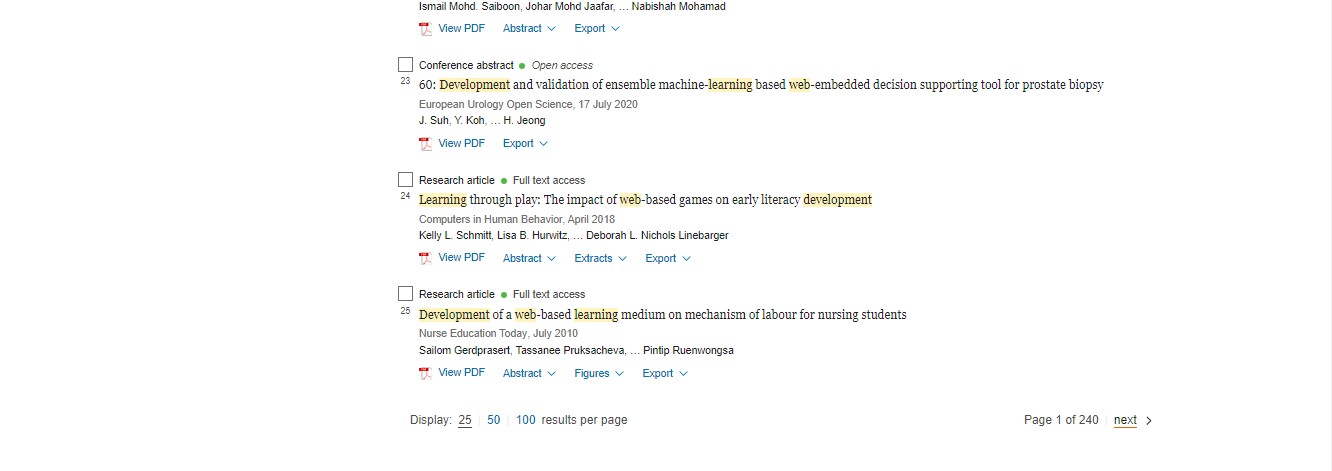 Ismail Mohd. Saiboon, Johar Mohd Jaafar, … Nabishah Mohamad
View PDF Abstract Export
Conference abstract Open access
23
60: Development and validation of ensemble machine-learning based web-embedded decision supporting tool for prostate biopsy
European Urology Open Science, 17 July 2020
J. Suh, Y. Koh, … H. Jeong
View PDF Export
Research article Full text access
24
Learning through play: The impact of web-based games on early literacy development
Computers in Human Behavior, April 2018
Kelly L. Schmitt, Lisa B. Hurwitz, … Deborah L. Nichols Linebarger
View PDF Abstract Extracts Export
Research article Full text access
25
Development of a web-based learning medium on mechanism of labour for nursing students
Nurse Education Today, July 2010
Sailom Gerdprasert, Tassanee Pruksacheva, … Pintip Ruenwongsa
View PDF Abstract Figures Export
Display: 25 50 100 results per page Page 1 of 240 next